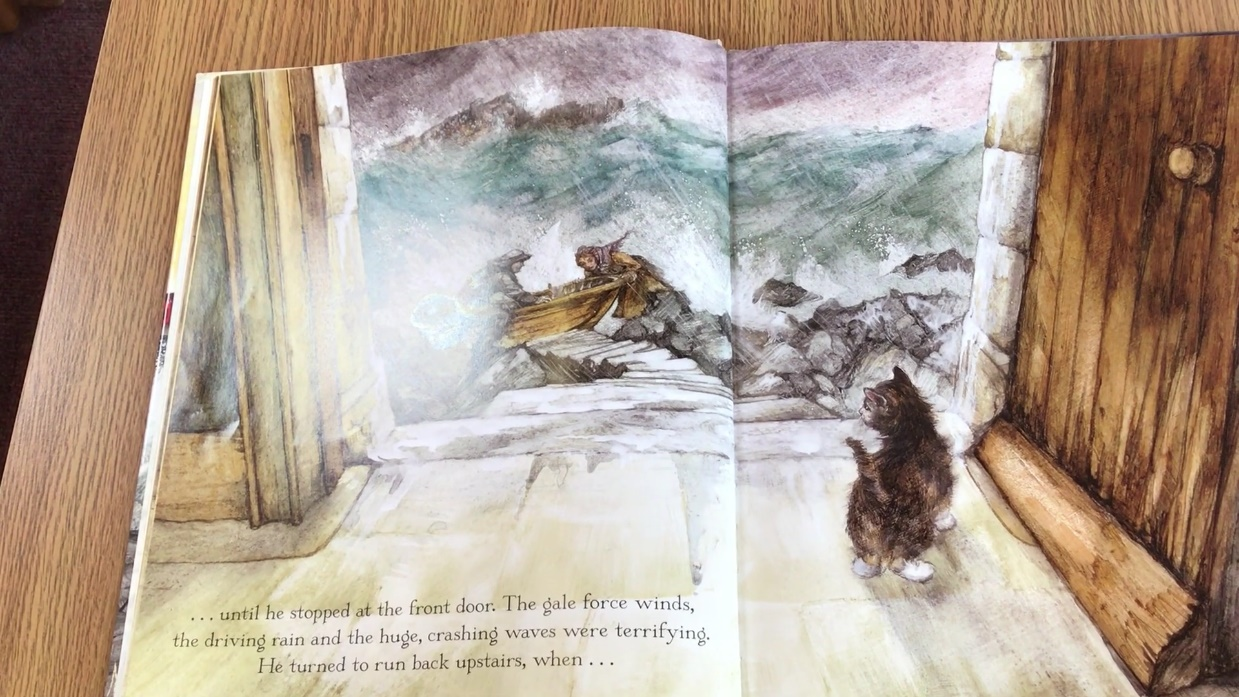 . . . until he stopped at the front door. The gale force winds,
the driving rain and the huge, crashing waves were terrifying.
He turned to run back upstairs, when . . .